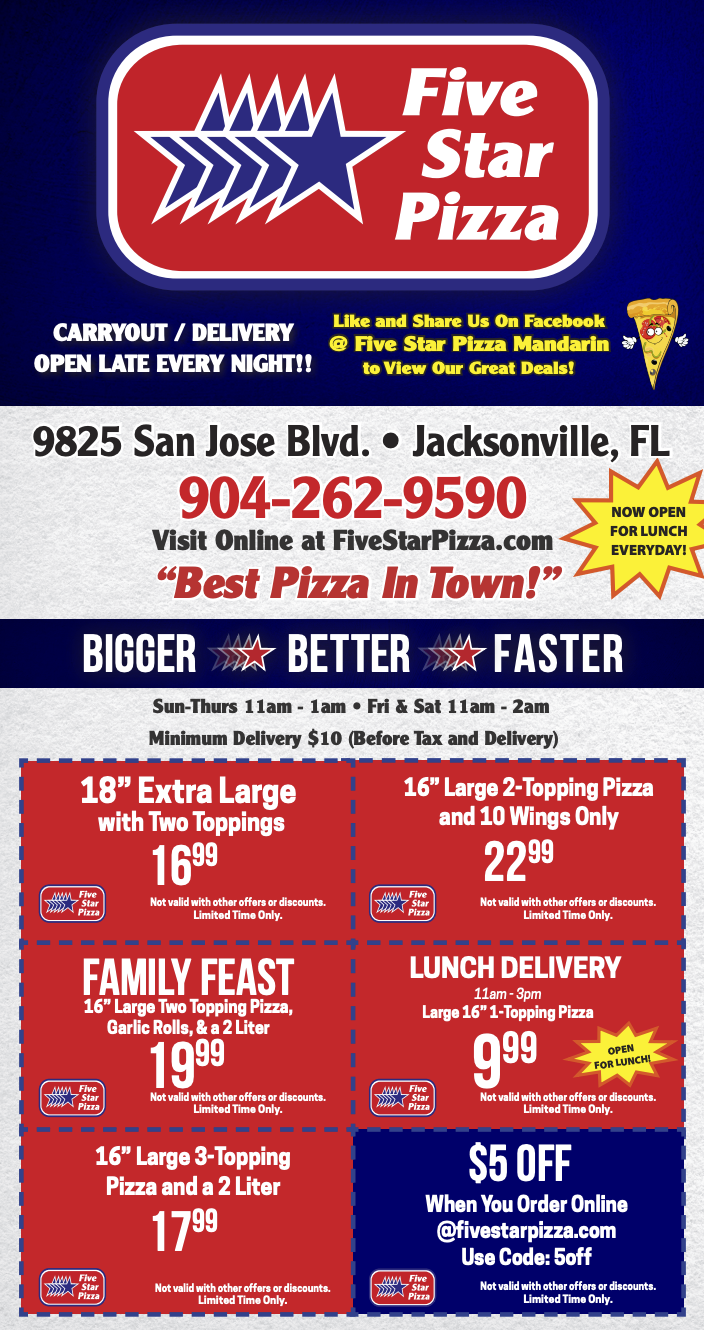 Five
Star
Pizza
CARRYOUT / DELIVERY
OPEN LATE EVERY NIGHT!!
Like and Share Us On Facebook
@ Five Star Pizza Mandarin
to View Our Great Deals!
9825 San Jose Blvd. • Jacksonville, FL
904-262-9590
Visit Online at FiveStarPizza.com
“Best Pizza In Town!”
NOW OPEN
FOR LUNCH
EVERYDAY!
BIGGER BETTER FASTER
Sun-Thurs 11am - 1am • Fri & Sat 11am - 2am
Minimum Delivery $10 (Before Tax and Delivery)
18” Extra Large
with Two Toppings
1699
Five
Star
Pizza
Not valid with other offers or discounts.
Limited Time Only.
16” Large 2-Topping Pizza
and 10 Wings Only
2299
Five
Star
Pizza
Not valid with other offers or discounts.
Limited Time Only.
FAMILY FEAST
16” Large Two Topping Pizza,
Garlic Rolls, & a 2 Liter
1999
Five
Star
Pizza
Not valid with other offers or discounts.
Limited Time Only.
LUNCH DELIVERY
11am - 3pm
Large 16” 1-Topping Pizza
999
OPEN
FOR LUNCH!
Five
Star
Pizza
Not valid with other offers or discounts.
Limited Time Only.
16” Large 3-Topping
Pizza and a 2 Liter
1799
Five
Star
Pizza
Not valid with other offers or discounts.
Limited Time Only.
$5 OFF
When You Order Online
@fivestarpizza.com
Use Code: 5off
Five
Star
Pizza
Not valid with other offers or discounts.
Limited Time Only.